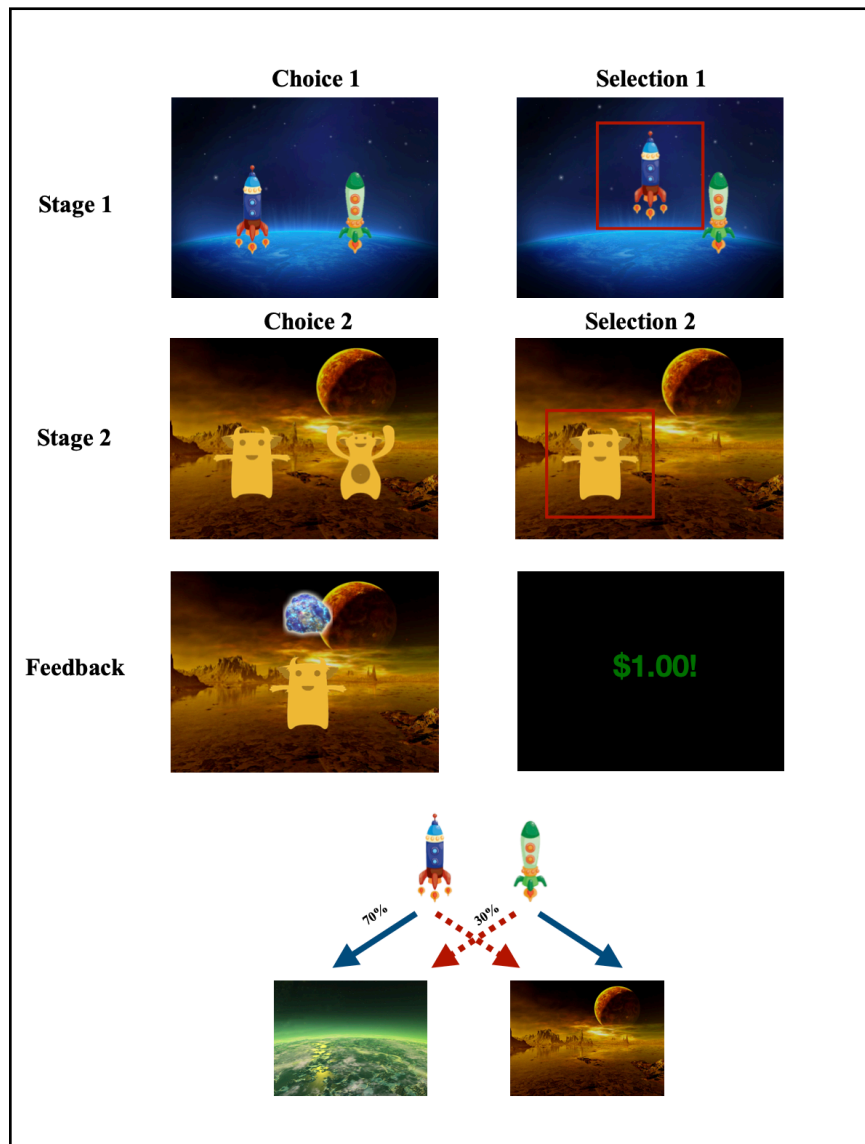 Choice 1
Selection 1
Stage 1
Choice 2
Selection 2
Stage 2
Feedback
$1.00!
70%
30%